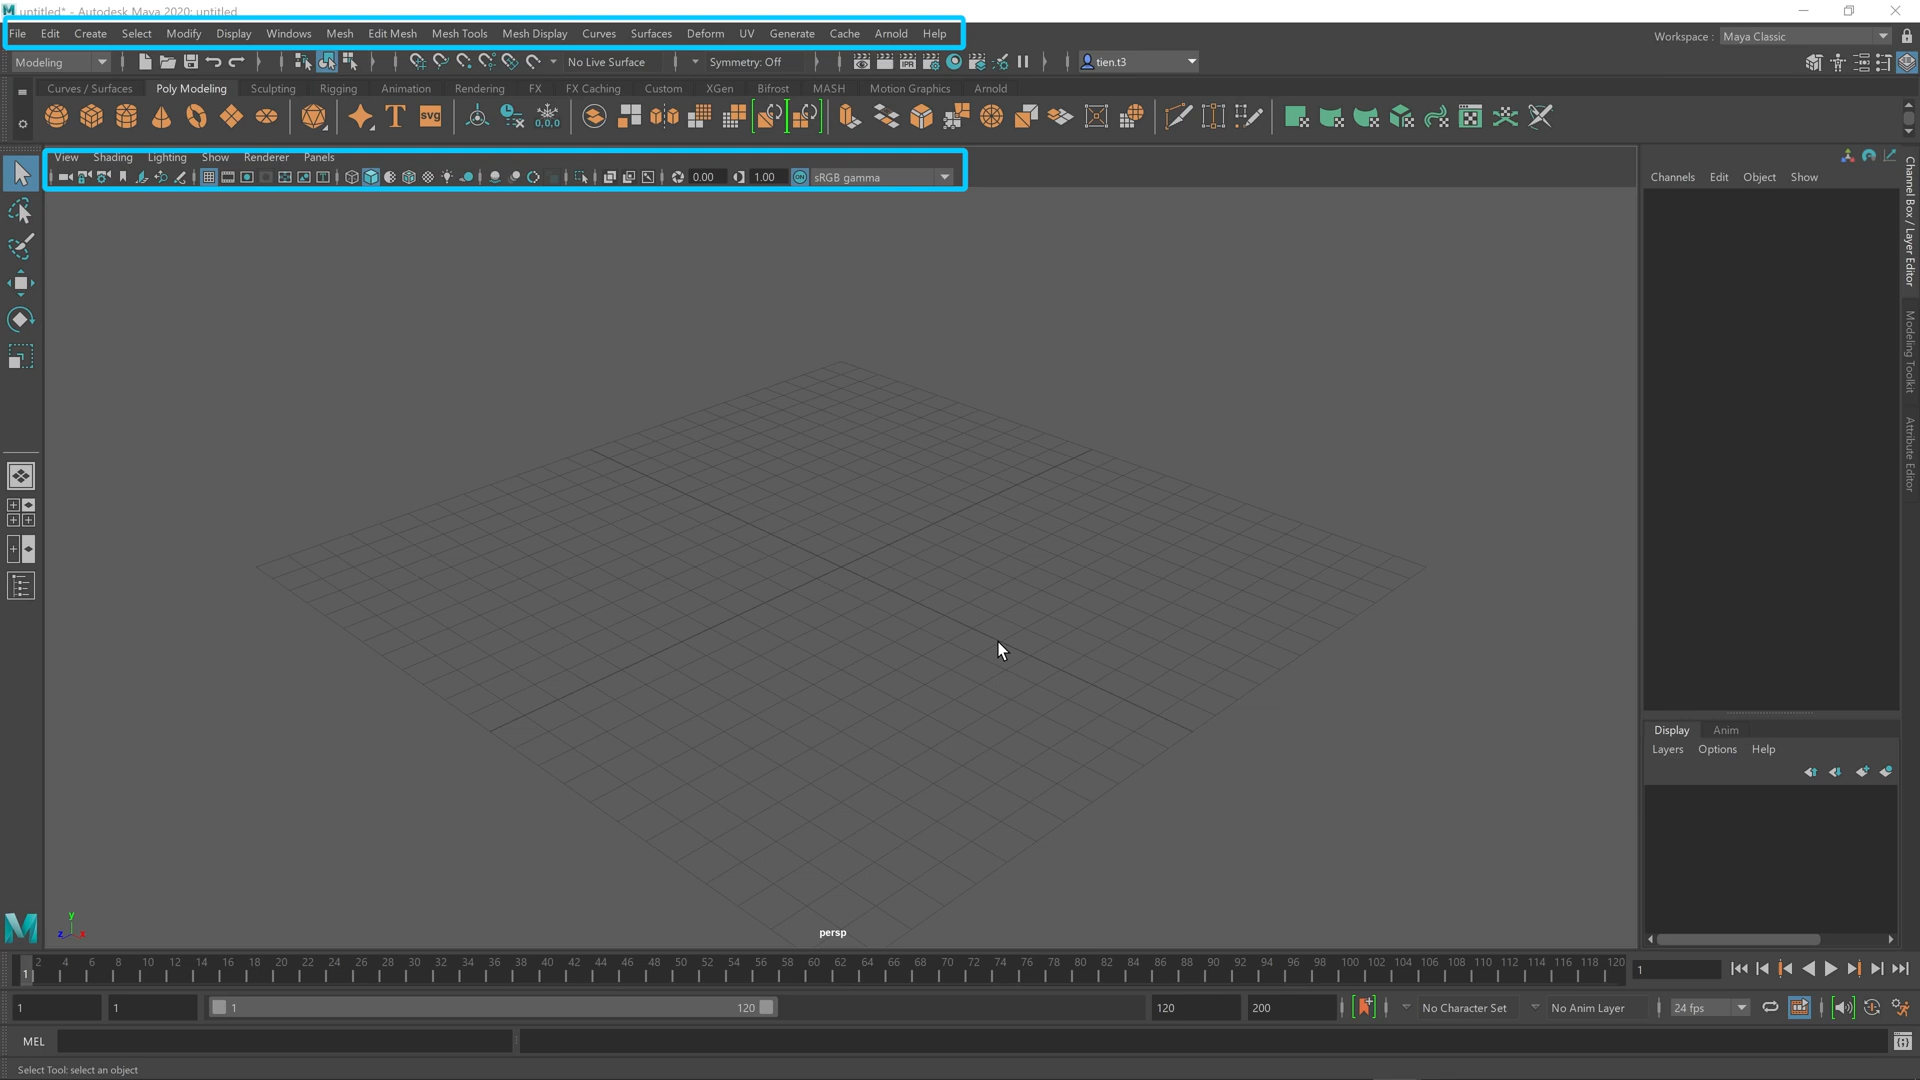 untitled* - Autodesk Maya 2020: untitled
File Edit Create Select Modify Display Windows Mesh Edit Mesh Mesh Tools Mesh Display Curves Surfaces Deform UV Generate Cache Arnold Help
Workspace : Maya Classic
Modeling No Live Surface Symmetry: Off tien.t3
Curves / Surfaces Poly Modeling Sculpting Rigging Animation Rendering FX FX Caching Custom XGen Bifrost MASH Motion Graphics Arnold
T svg 0,0,0
View Shading Lighting Show Renderer Panels
0.00 1.00 ON sRGB gamma
Channels Edit Object Show
Channel Box / Layer Editor
Modeling Toolkit
Attribute Editor
Display Anim
Layers Options Help
y
z x
persp
1 2 4 6 8 10 12 14 16 18 20 22 24 26 28 30 32 34 36 38 40 42 44 46 48 50 52 54 56 58 60 62 64 66 68 70 72 74 76 78 80 82 84 86 88 90 92 94 96 98 100 102 104 106 108 110 112 114 116 118 120 1
1 1 1 120 120 200 No Character Set No Anim Layer 24 fps
MEL
Select Tool: select an object